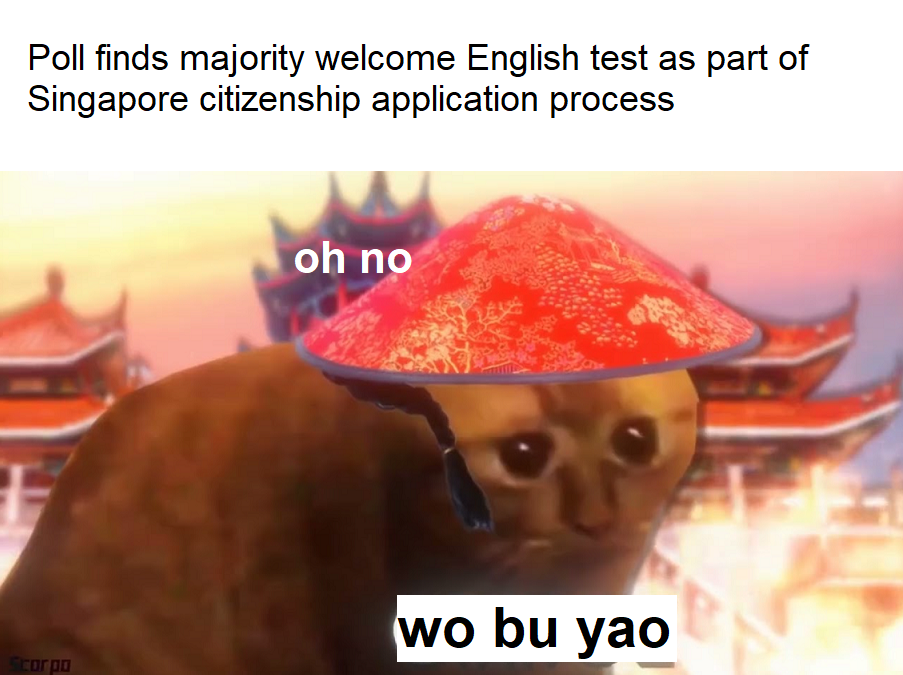 Poll finds majority welcome English test as part of
Singapore citizenship application process
oh no
wo bu yao
Scorpo